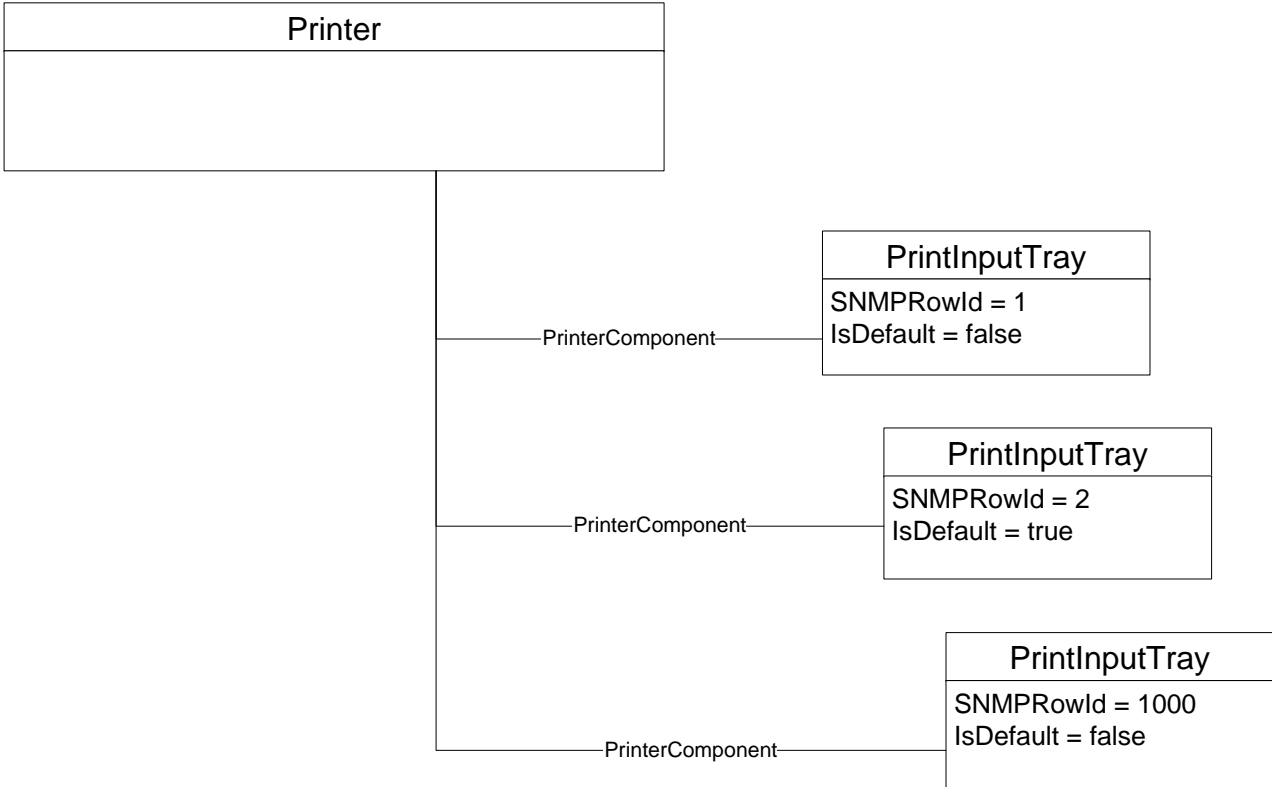 Printer
PrintInputTray
SNMPRowId = 1
IsDefault = false
PrinterComponent
PrintInputTray
SNMPRowId = 2
IsDefault = true
PrinterComponent
PrintInputTray
SNMPRowId = 1000
IsDefault = false
PrinterComponent